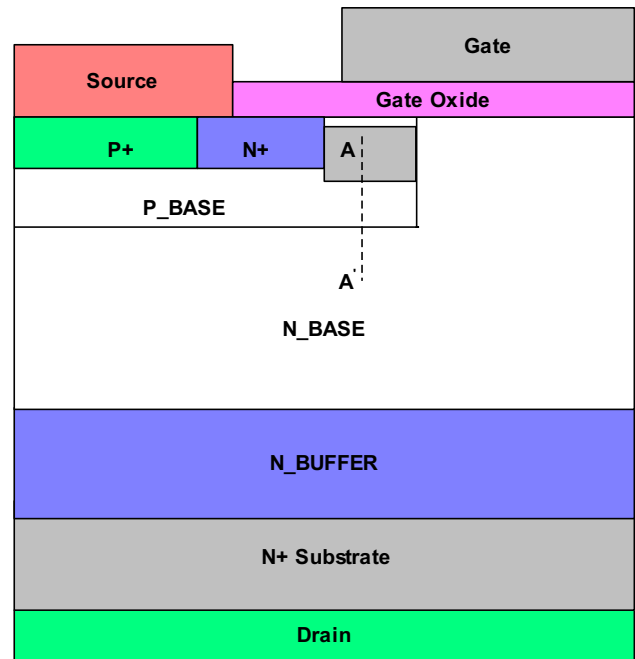 Gate
Source
Gate Oxide
P+
N+
A
P_BASE
A'
N_BASE
N_BUFFER
N+ Substrate
Drain